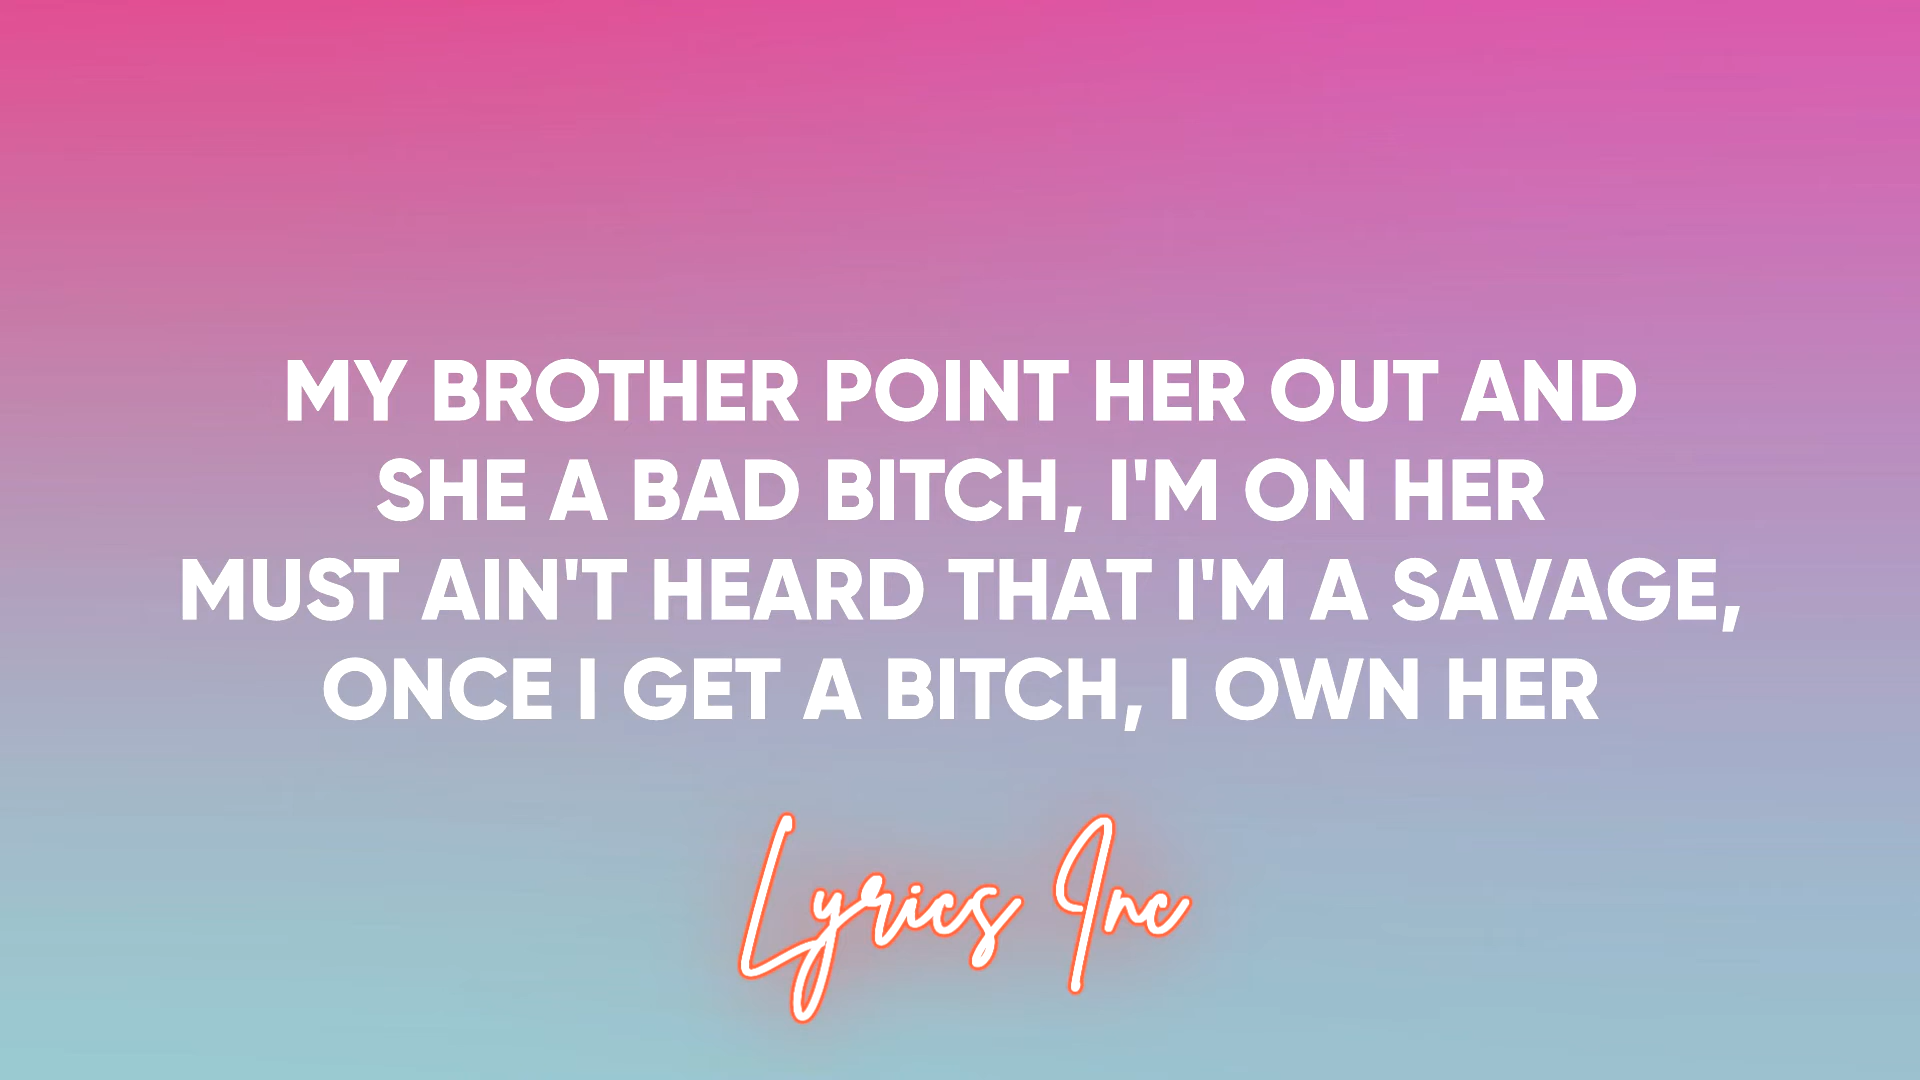 MY BROTHER POINT HER OUT AND
SHE A BAD BITCH, I'M ON HER
MUST AIN'T HEARD THAT I'M A SAVAGE,
ONCE I GET A BITCH, I OWN HER
Lyrics Inc